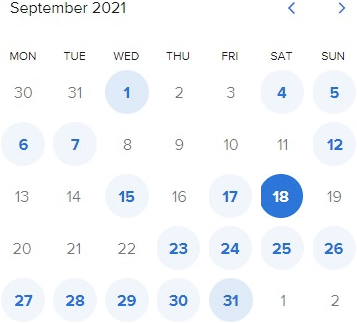 September 2021
MON TUE WED THU FRI SAT SUN
30 31 1 2 3 4 5
6 7 8 9 10 11 12
13 14 15 16 17 18 19
20 21 22 23 24 25 26
27 28 29 30 31 1 2